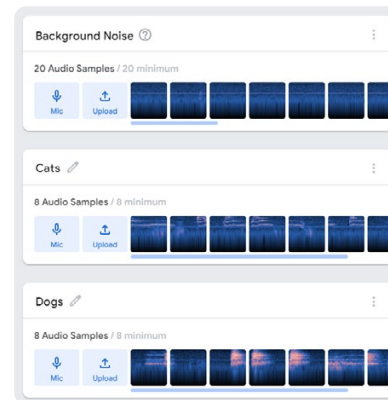 Background Noise ?
20 Audio Samples / 20 minimum
Mic Upload
Cats
8 Audio Samples / 8 minimum
Mic Upload
Dogs
8 Audio Samples / 8 minimum
Mic Upload